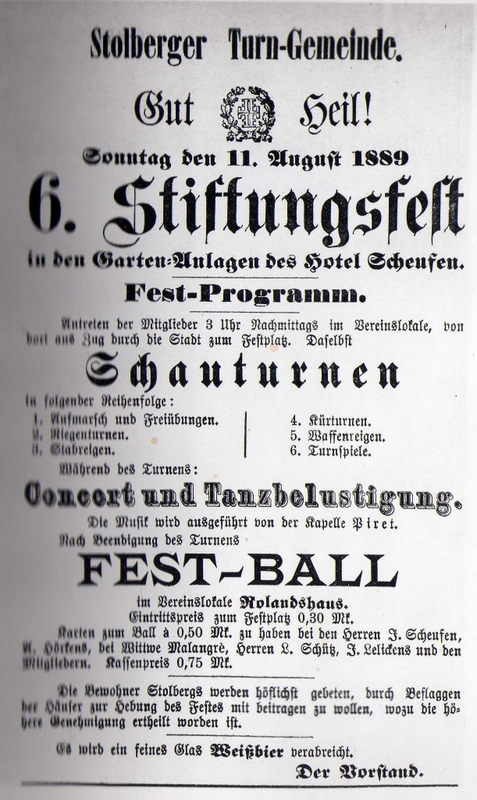 Stolberger Turn-Gemeinde.
Gut Heil!
Sonntag den 11. August 1889
6. Stiftungsfest
in den Garten-Anlagen des Hotel Scheufen.
Fest-Programm.
Antreten der Mitglieder 3 Uhr Nachmittags im Vereinslokale, von
dort aus Zug durch die Stadt zum Festplatz. Daselbst
Schauturnen
in folgender Reihenfolge:
1. Aufmarsch und Freiübungen.
2. Riegenturnen.
3. Stabreigen.
4. Kürturnen.
5. Waffenreigen.
6. Turnspiele.
Während des Turnens:
Concert und Tanzbelustigung.
Die Musik wird ausgeführt von der Kapelle Piret.
Nach Beendigung des Turnens
FEST-BALL
im Vereinslokale Rolandshaus.
Eintrittspreis zum Festplatz 0,30 Mk.
Karten zum Ball à 0,50 Mk. zu haben bei den Herren J. Scheufen,
A. Hörkens, bei Wittwe Malangrè, Herren L. Schütz, J. Lelickens und den
Mitgliedern. Kassenpreis 0,75 Mk.
Die Bewohner Stolbergs werden höflichst gebeten, durch Beflaggen
der Häuser zur Hebung des Festes mit beitragen zu wollen, wozu die hö-
here Genehmigung ertheilt worden ist.
Es wird ein feines Glas Weißbier verabreicht.
Der Vorstand.